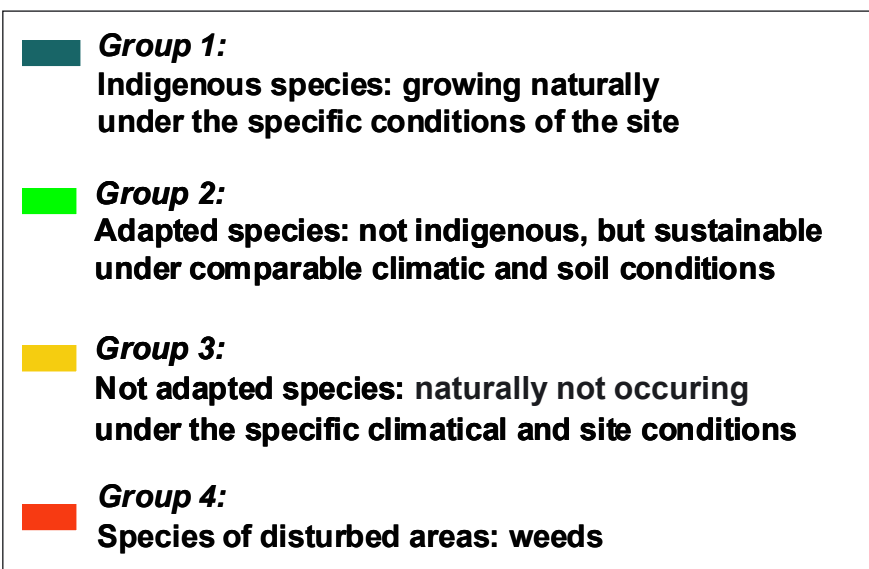 Group 1:
Indigenous species: growing naturally
under the specific conditions of the site
Group 2:
Adapted species: not indigenous, but sustainable
under comparable climatic and soil conditions
Group 3:
Not adapted species: naturally not occuring
under the specific climatical and site conditions
Group 4:
Species of disturbed areas: weeds